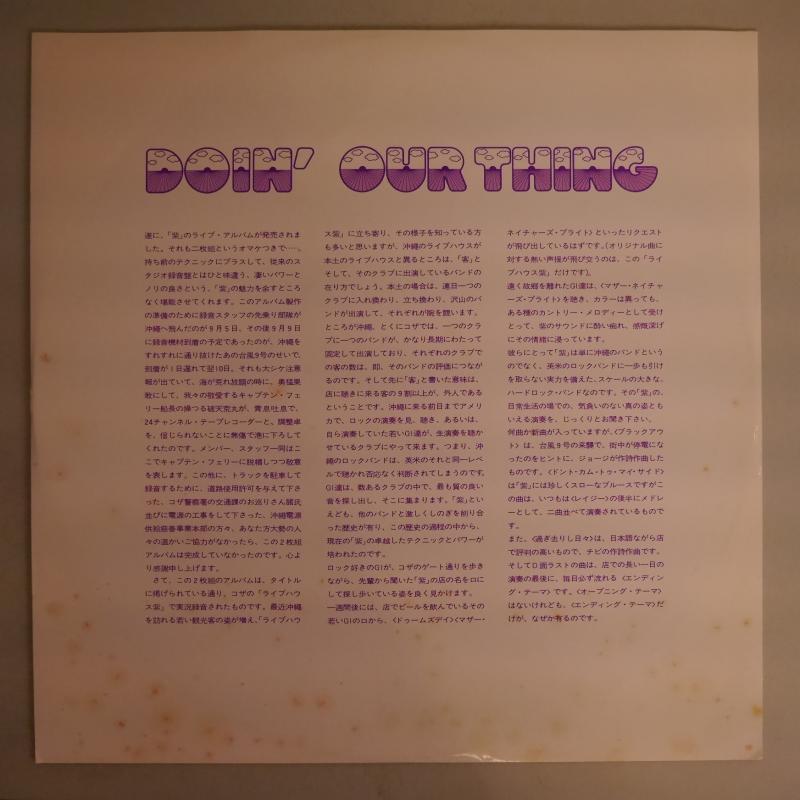 DOIN' OUR THING
遂に、「紫」のライブ・アルバムが発売されま
した。それも二枚組というオマケつきで……。
持ち前のテクニックにプラスして、従来のス
タジオ録音盤とはひと味違う、凄いパワーと
ノリの良さという、「紫」の魅力を余すところ
なく堪能させてくれます。このアルバム製作
の準備のために録音スタッフの先乗り部隊が
沖縄へ飛んだのが9月5日、その後9月9日
に録音機材到着の予定であったのが、沖縄を
すれすれに通り抜けたあの台風9号のせいで、
到着が1日遅れて翌10日。それも大シケ注意
報が出ていて、海が荒れ放題の時に、勇猛果
敢にして、我々の敬愛するキャプテン・フェ
リー船長の操つる破天荒丸が、青息吐息で、
24チャンネル・テープレコーダーと、調整卓
を、信じられないことに無傷で港に下ろして
くれたのです。メンバー、スタッフ一同はこ
こでキャプテン・フェリーに脱帽しつつ敬意
を表します。この他に、トラックを駐車して
録音するために、道路使用許可を与えて下さ
った、コザ警察署の交通課のお巡りさん諸氏
並びに電源の工事をして下さった、沖縄電源
供給慈善事業本部の方々、あなた方大勢の人
々の温かいご協力がなかったら、この2枚組
アルバムは完成していなかったのです。心よ
り感謝申し上げます。
さて、この2枚組のアルバムは、タイトル
に掲げられている通り、コザの「ライブハウ
ス紫」で実況録音されたものです。最近沖縄
を訪れる若い観光客の姿が増え、「ライブハウ
ス紫」に立ち寄り、その様子を知っている方
も多いと思いますが、沖縄のライブハウスが
本土のライブハウスと異るところは、「客」と
そして、そのクラブに出演しているバンドの
在り方でしょう。本土の場合は、連日一つの
クラブに入れ換わり、立ち換わり、沢山のバ
ンドが出演して、それぞれが腕を競います。
ところが沖縄、とくにコザでは、一つのクラ
ブに一つのバンドが、かなり長期にわたって
固定して出演しており、それぞれのクラブで
の客の数は、即、そのバンドの評価につなが
るのです。そして先に「客」と書いた意味は、
店に聴きに来る客の9割以上が、外人である
ということです。沖縄に来る前日までアメリ
カで、ロックの演奏を見、聴き、あるいは、
自ら演奏していた若いGI達が、生演奏を聴か
せているクラブにやって来ます。つまり、沖
縄のロックバンドは、英米のそれと同一レベ
ルで聴かれ否応なく判断されてしまうのです。
GI達は、数あるクラブの中で、最も質の良い
音を探し出し、そこに集まります。「紫」とい
えども、他のバンドと激しくしのぎを削り合
った歴史が有り、この歴史の過程の中から、
現在の「紫」の卓越したテクニックとパワーが
培われたのです。
ロック好きのGIが、コザのゲート通りを歩き
ながら、先輩から聞いた「紫」の店の名を口に
して探し歩いている姿を良く見かけます。
一週間後には、店でビールを飲んでいるその
若いGIの口から、〈ドゥームズデイ〉〈マザー・
ネイチャーズ・プライト〉といったリクエスト
が飛び出しているはずです。(オリジナル曲に
対する熱い声援が飛び交うのは、この「ライ
ブハウス紫」だけです)。
遠く故郷を離れたGI達は、〈マザー・ネイチャ
ーズ・プライト〉を聴き、カラーは異っても、
ある種のカントリー・メロディーとして受け
とって、紫のサウンドに酔い痴れ、感慨深げ
にその情緒に浸っています。
彼らにとって「紫」は単に沖縄のバンドという
のでなく、英米のロックバンドに一歩も引け
を取らない実力を備えた、スケールの大きな、
ハードロック・バンドなのです。その「紫」の、
日常生活の場での、気負いのない真の姿とも
いえる演奏を、じっくりとお聞き下さい。
何曲か新曲が入っていますが、〈ブラックアウ
ト〉は、台風9号の来襲で、街中が停電にな
ったのをヒントに、ジョージが作詩作曲した
ものです。〈ドント・カム・トゥ・マイ・サイド〉
は「紫」には珍しくスローなブルースですがこ
の曲は、いつもは〈レイジー〉の後半にメドレ
ーとして、二曲並べて演奏されているもので
す。
また、〈過ぎ去りし日々〉は、日本語ながら店
で評判の高いもので、チビの作詩作曲です。
そしてD面ラストの曲は、店での長い一日の
演奏の最後に、毎日必ず流れる〈エンディン
グ・テーマ〉です。〈オープニング・テーマ〉
はないけれども、〈エンディング・テーマ〉だ
けが、なぜか有るのです。